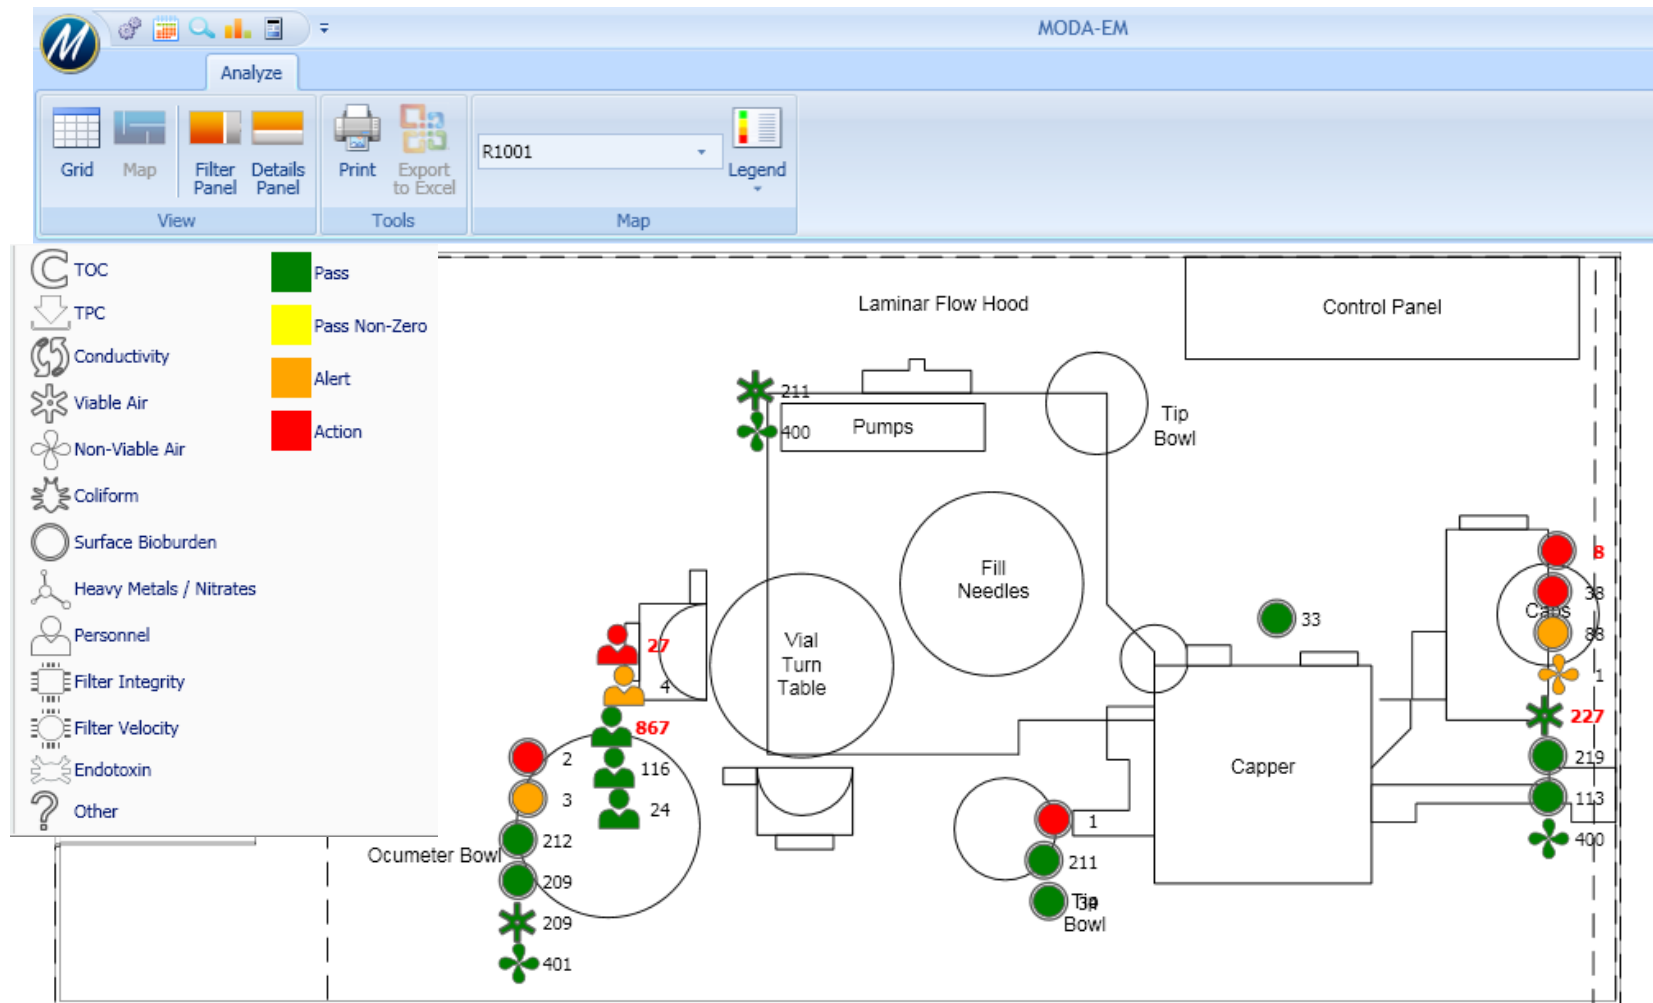 MODA-EM
Analyze
Grid
Map
Filter
Panel
Details
Panel
Print
Export
to Excel
R1001
Legend
View
Tools
Map
TOC
TPC
Conductivity
Viable Air
Non-Viable Air
Coliform
Surface Bioburden
Heavy Metals / Nitrates
Personnel
Filter Integrity
Filter Velocity
Endotoxin
Other
Pass
Pass Non-Zero
Alert
Action
Laminar Flow Hood
Control Panel
211
400
Pumps
Tip
Bowl
Fill
Needles
Vial
Turn
Table
33
8
38
Caps
88
1
227
219
113
400
27
4
867
116
24
2
3
212
Ocumeter Bowl
209
209
401
Capper
1
211
34
Tip
Bowl